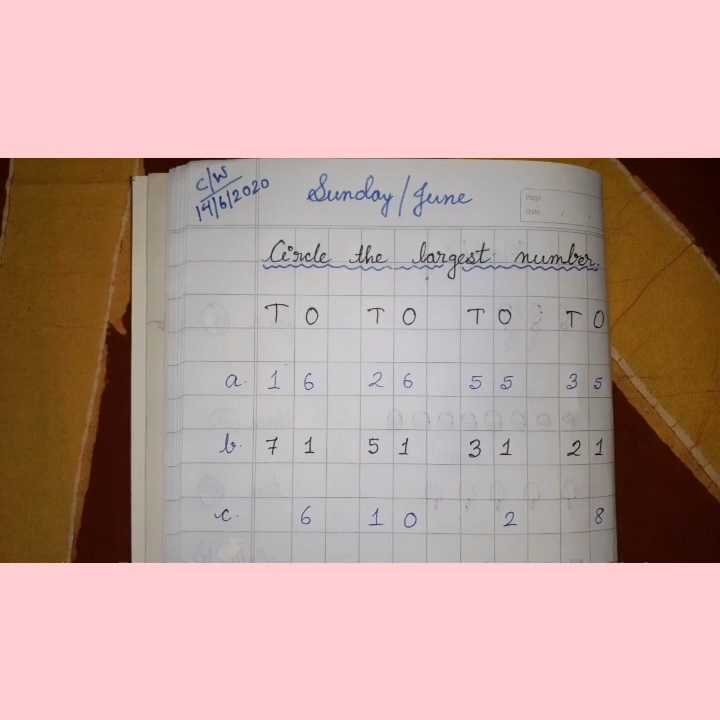 C/W
14/6/2020
Sunday/June
Page:
Date: / /
Circle the largest number.
T O T O T O T O
a. 1 6 2 6 5 5 3 5
b. 7 1 5 1 3 1 2 1
c. 6 1 0 2 8